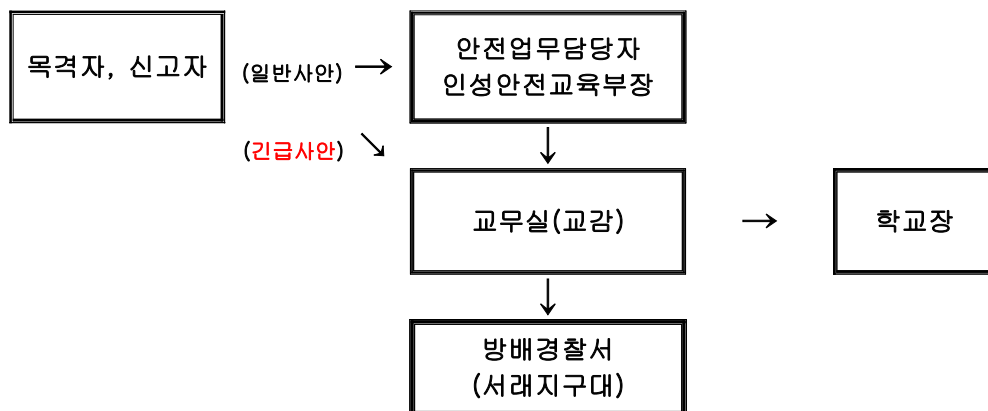 목격자, 신고자
(일반사안) →
안전업무담당자
인성안전교육부장
(긴급사안) ↘
↓
교무실(교감)
→
학교장
↓
방배경찰서
(서래지구대)